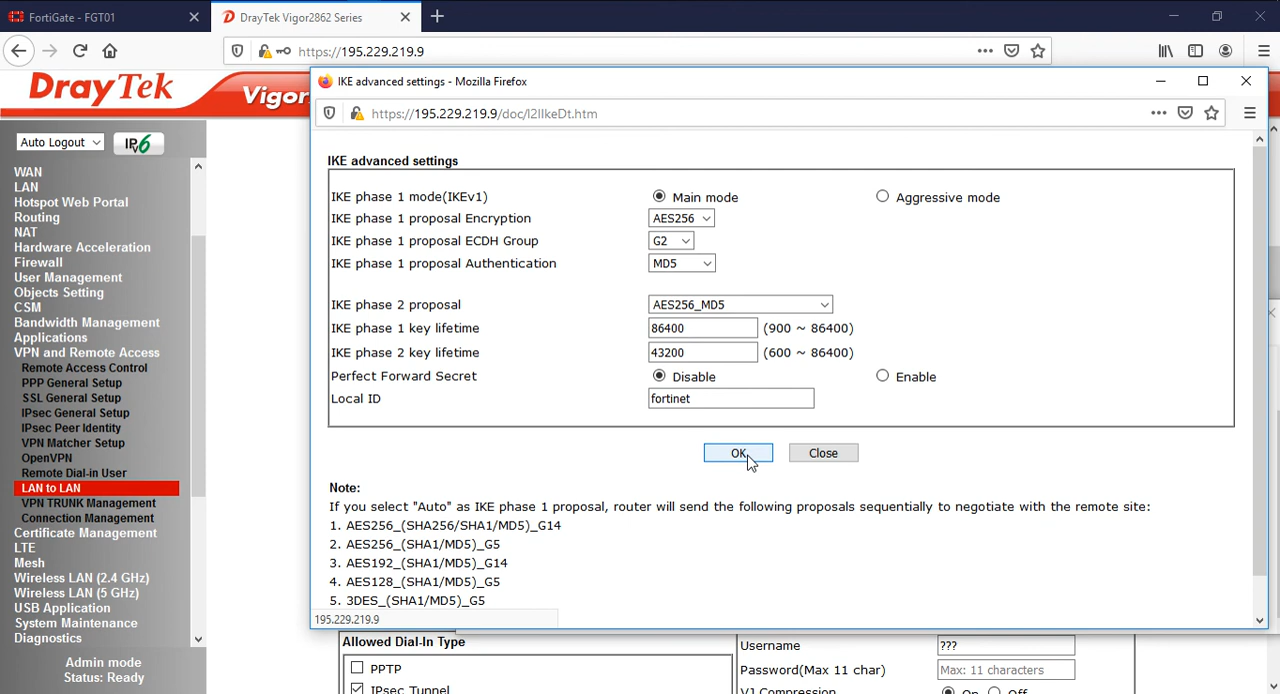 FortiGate - FGT01
DrayTek Vigor2862 Series
https://195.229.219.9
DrayTek
Vigor
IKE advanced settings - Mozilla Firefox
https://195.229.219.9/doc/l2lIkeDt.htm
Auto Logout
IPv6
WAN
LAN
Hotspot Web Portal
Routing
NAT
Hardware Acceleration
Firewall
User Management
Objects Setting
CSM
Bandwidth Management
Applications
VPN and Remote Access
Remote Access Control
PPP General Setup
SSL General Setup
IPsec General Setup
IPsec Peer Identity
VPN Matcher Setup
OpenVPN
Remote Dial-in User
LAN to LAN
VPN TRUNK Management
Connection Management
Certificate Management
LTE
Mesh
Wireless LAN (2.4 GHz)
Wireless LAN (5 GHz)
USB Application
System Maintenance
Diagnostics
Admin mode
Status: Ready
IKE advanced settings
IKE phase 1 mode(IKEv1) Main mode Aggressive mode
IKE phase 1 proposal Encryption AES256
IKE phase 1 proposal ECDH Group G2
IKE phase 1 proposal Authentication MD5
IKE phase 2 proposal AES256_MD5
IKE phase 1 key lifetime 86400 (900 ~ 86400)
IKE phase 2 key lifetime 43200 (600 ~ 86400)
Perfect Forward Secret Disable Enable
Local ID fortinet
OK Close
Note:
If you select "Auto" as IKE phase 1 proposal, router will send the following proposals sequentially to negotiate with the remote site:
1. AES256_(SHA256/SHA1/MD5)_G14
2. AES256_(SHA1/MD5)_G5
3. AES192_(SHA1/MD5)_G14
4. AES128_(SHA1/MD5)_G5
5. 3DES_(SHA1/MD5)_G5
195.229.219.9
Allowed Dial-In Type
PPTP
IPsec Tunnel
Username ???
Password(Max 11 char) Max: 11 characters
VJ Compression On Off